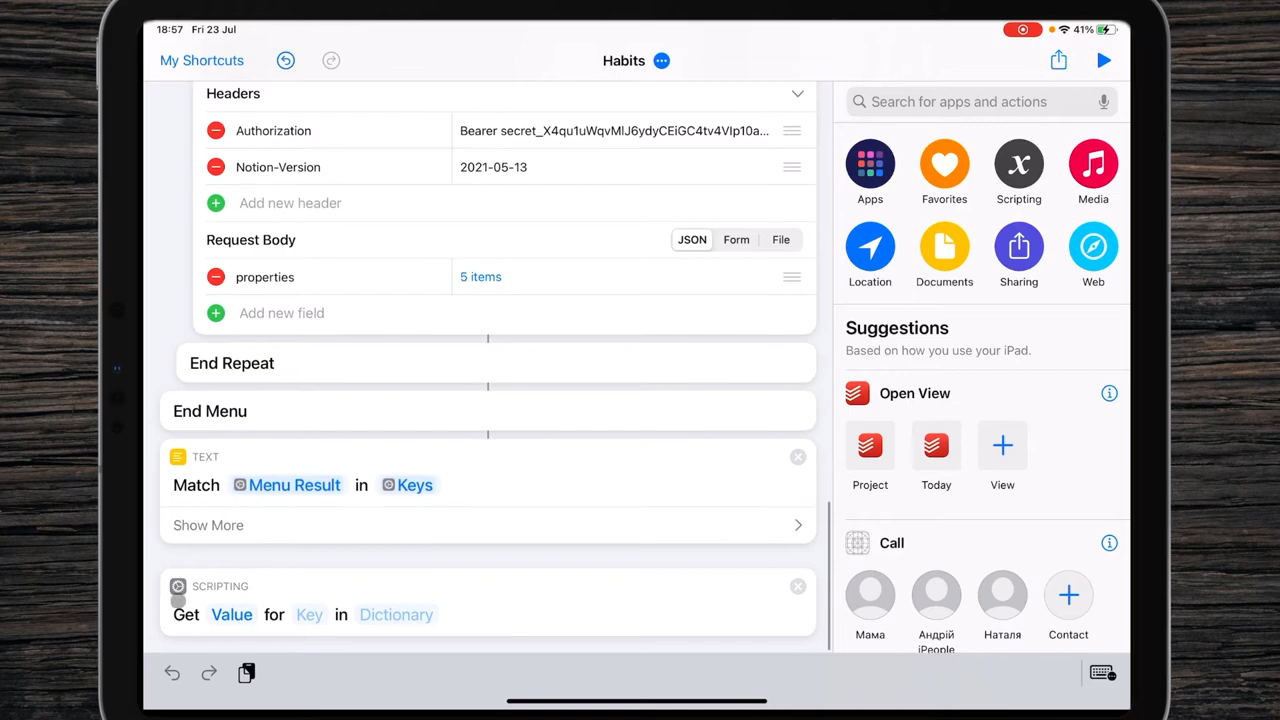 18:57 Fri 23 Jul
41%
My Shortcuts
Habits
Search for apps and actions
Headers
Authorization
Bearer secret_X4qu1uWqvMlJ6ydyCEiGC4tv4VIp10a...
Notion-Version
2021-05-13
Add new header
Request Body
JSON Form File
properties
5 items
Add new field
End Repeat
End Menu
TEXT
Match Menu Result in Keys
Show More
SCRIPTING
Get Value for Key in Dictionary
Apps Favorites Scripting Media
Location Documents Sharing Web
Suggestions
Based on how you use your iPad.
Open View
Project Today View
Call
Мама Андрій Наталя Contact
iPeople